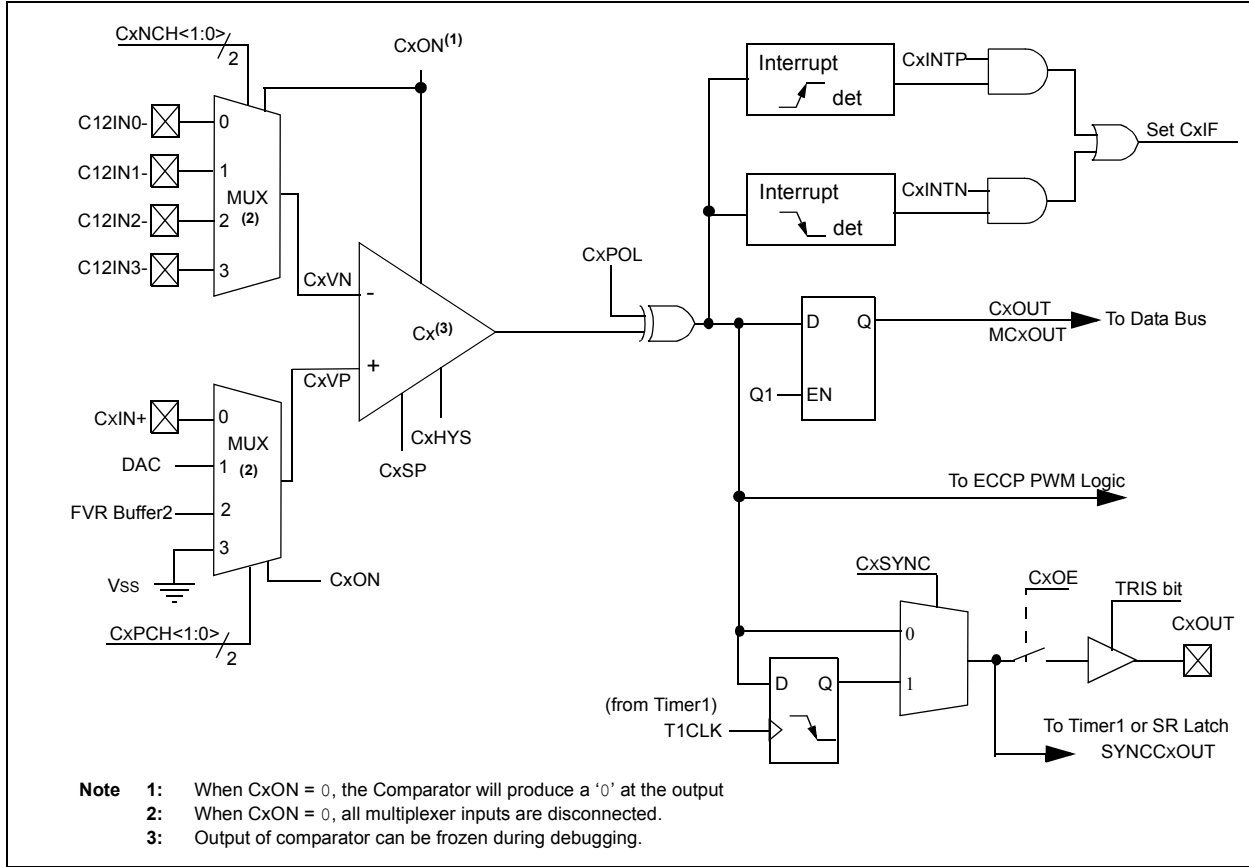 CxNCH<1:0>
2
CxON(1)
C12IN0-
C12IN1-
C12IN2-
C12IN3-
0
1
2
3
MUX
(2)
CxVN
-
Cx(3)
+
CxVP
CxHYS
CxSP
CxIN+
DAC
FVR Buffer2
VSS
0
1
2
3
MUX
(2)
CxON
CxPCH<1:0>
2
CxPOL
Interrupt
det
CxINTP
Interrupt
det
CxINTN
Set CxIF
D
Q
Q1
EN
CxOUT
MCxOUT
To Data Bus
To ECCP PWM Logic
CxSYNC
0
1
D
Q
(from Timer1)
T1CLK
CxOE
TRIS bit
CxOUT
To Timer1 or SR Latch
SYNCCxOUT
Note 1: When CxON = 0, the Comparator will produce a ‘0’ at the output
2: When CxON = 0, all multiplexer inputs are disconnected.
3: Output of comparator can be frozen during debugging.